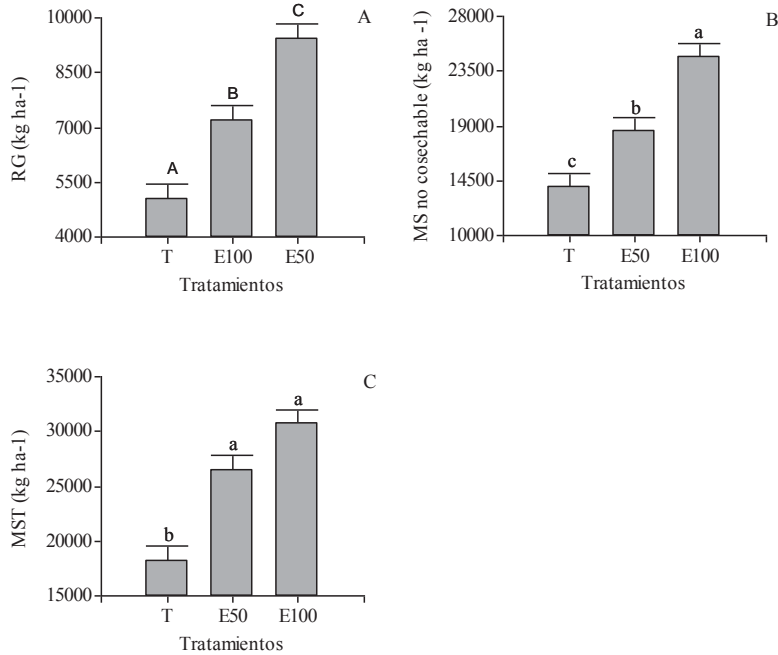 A
RG (kg ha-1)
10000
8500
7000
5500
4000
A
B
C
T E100 E50
Tratamientos
B
MS no cosechable (kg ha -1)
28000
23500
19000
14500
10000
c
b
a
T E50 E100
Tratamientos
C
MST (kg ha-1)
35000
30000
25000
20000
15000
b
a
a
T E50 E100
Tratamientos